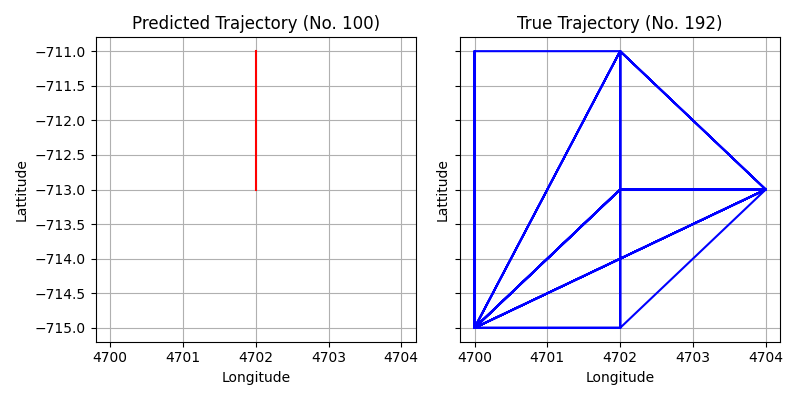 Predicted Trajectory (No. 100)
True Trajectory (No. 192)
Lattitude
−711.0
−711.5
−712.0
−712.5
−713.0
−713.5
−714.0
−714.5
−715.0
4700 4701 4702 4703 4704
Longitude
Lattitude
4700 4701 4702 4703 4704
Longitude